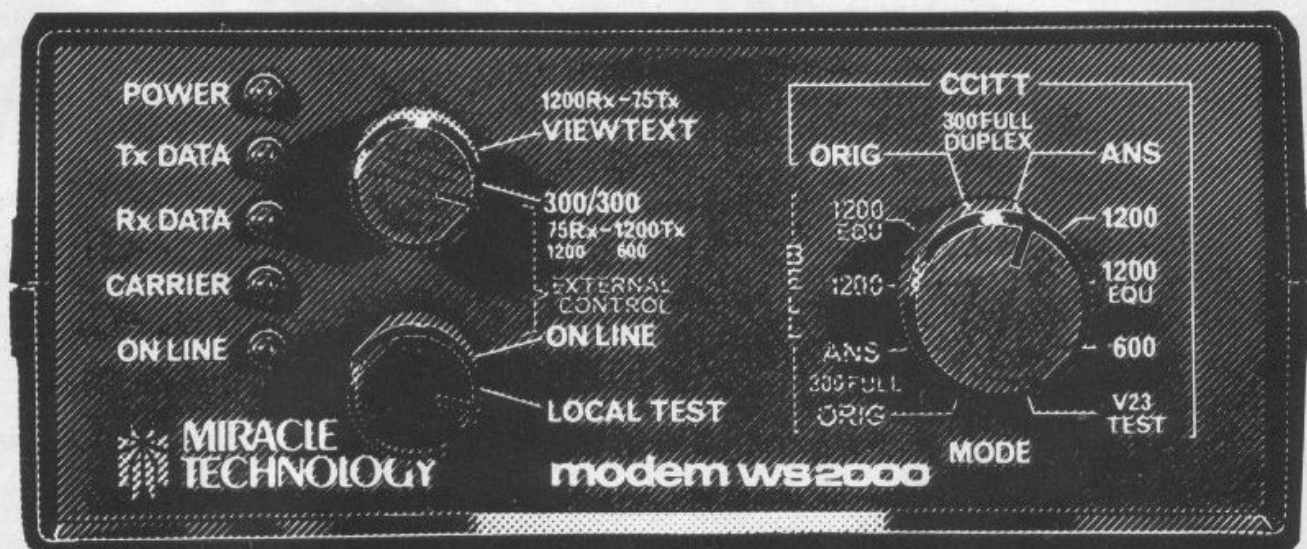 POWER
Tx DATA
Rx DATA
CARRIER
ON LINE
1200Rx-75Tx
VIEWTEXT
300/300
75Rx-1200Tx
1200 600
EXTERNAL
CONTROL
ON LINE
LOCAL TEST
MIRACLE
TECHNOLOGY
modem WS2000
CCITT
300 FULL
DUPLEX
ORIG
ANS
1200
EQU
1200
BELL
ANS
300 FULL
ORIG
1200
1200
EQU
600
V23
TEST
MODE